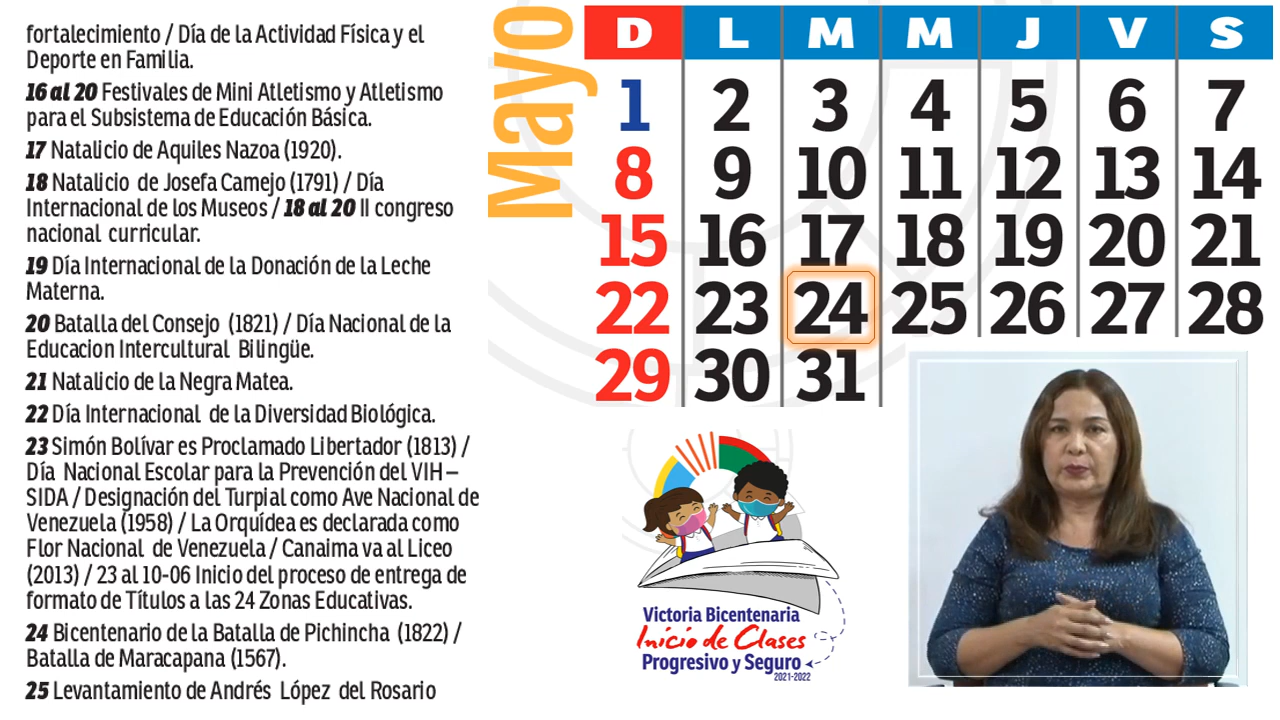 fortalecimiento / Día de la Actividad Física y el
Deporte en Familia.
16 al 20 Festivales de Mini Atletismo y Atletismo
para el Subsistema de Educación Básica.
17 Natalicio de Aquiles Nazoa (1920).
18 Natalicio de Josefa Camejo (1791) / Día
Internacional de los Museos / 18 al 20 II congreso
nacional curricular.
19 Día Internacional de la Donación de la Leche
Materna.
20 Batalla del Consejo (1821) / Día Nacional de la
Educacion Intercultural Bilingüe.
21 Natalicio de la Negra Matea.
22 Día Internacional de la Diversidad Biológica.
23 Simón Bolívar es Proclamado Libertador (1813) /
Día Nacional Escolar para la Prevención del VIH –
SIDA / Designación del Turpial como Ave Nacional de
Venezuela (1958) / La Orquídea es declarada como
Flor Nacional de Venezuela / Canaima va al Liceo
(2013) / 23 al 10-06 Inicio del proceso de entrega de
formato de Títulos a las 24 Zonas Educativas.
24 Bicentenario de la Batalla de Pichincha (1822) /
Batalla de Maracapana (1567).
25 Levantamiento de Andrés López del Rosario
Mayo
D L M M J V S
1 2 3 4 5 6 7
8 9 10 11 12 13 14
15 16 17 18 19 20 21
22 23 24 25 26 27 28
29 30 31
Victoria Bicentenaria
Inicio de Clases
Progresivo y Seguro
2021-2022